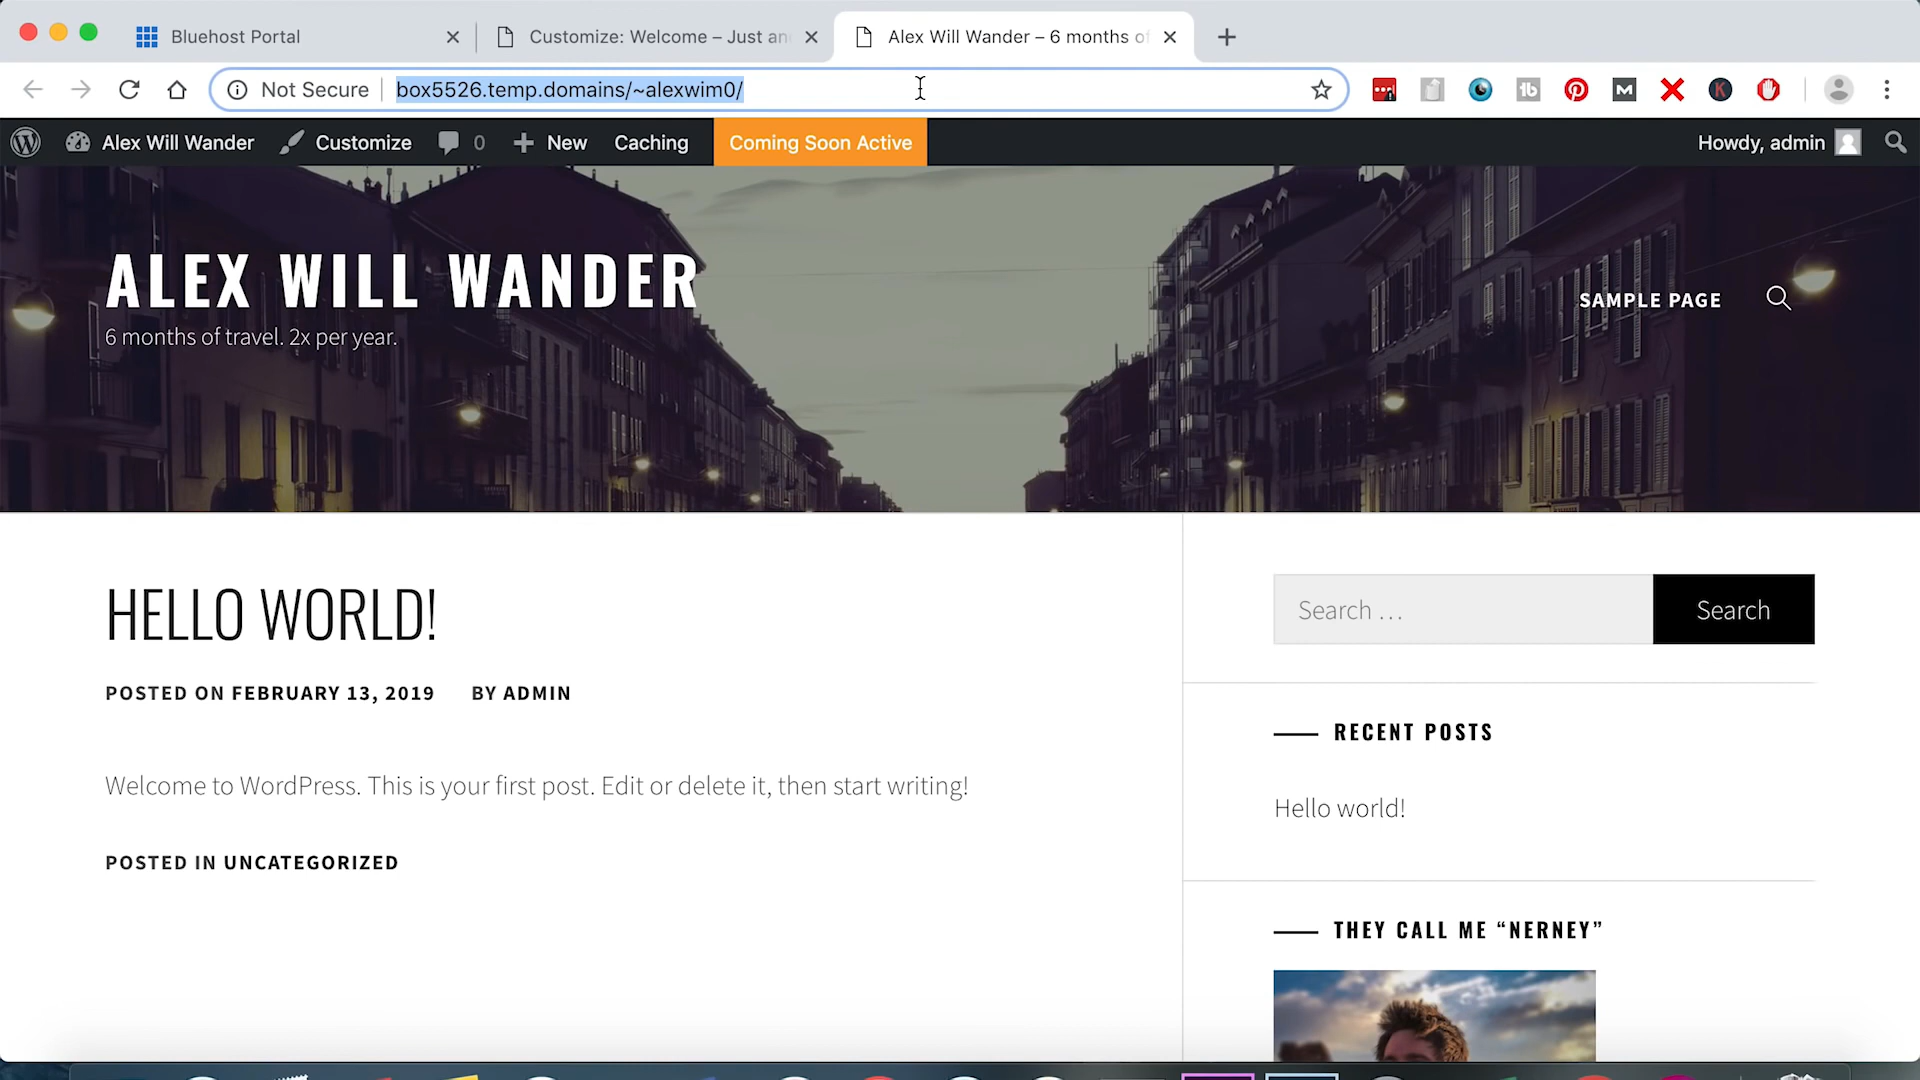 Bluehost Portal
Customize: Welcome – Just an
Alex Will Wander – 6 months of
Not Secure
box5526.temp.domains/~alexwim0/
Alex Will Wander
Customize
0
New
Caching
Coming Soon Active
Howdy, admin
ALEX WILL WANDER
6 months of travel. 2x per year.
SAMPLE PAGE
HELLO WORLD!
POSTED ON FEBRUARY 13, 2019 BY ADMIN
Welcome to WordPress. This is your first post. Edit or delete it, then start writing!
POSTED IN UNCATEGORIZED
Search …
Search
RECENT POSTS
Hello world!
THEY CALL ME “NERNEY”